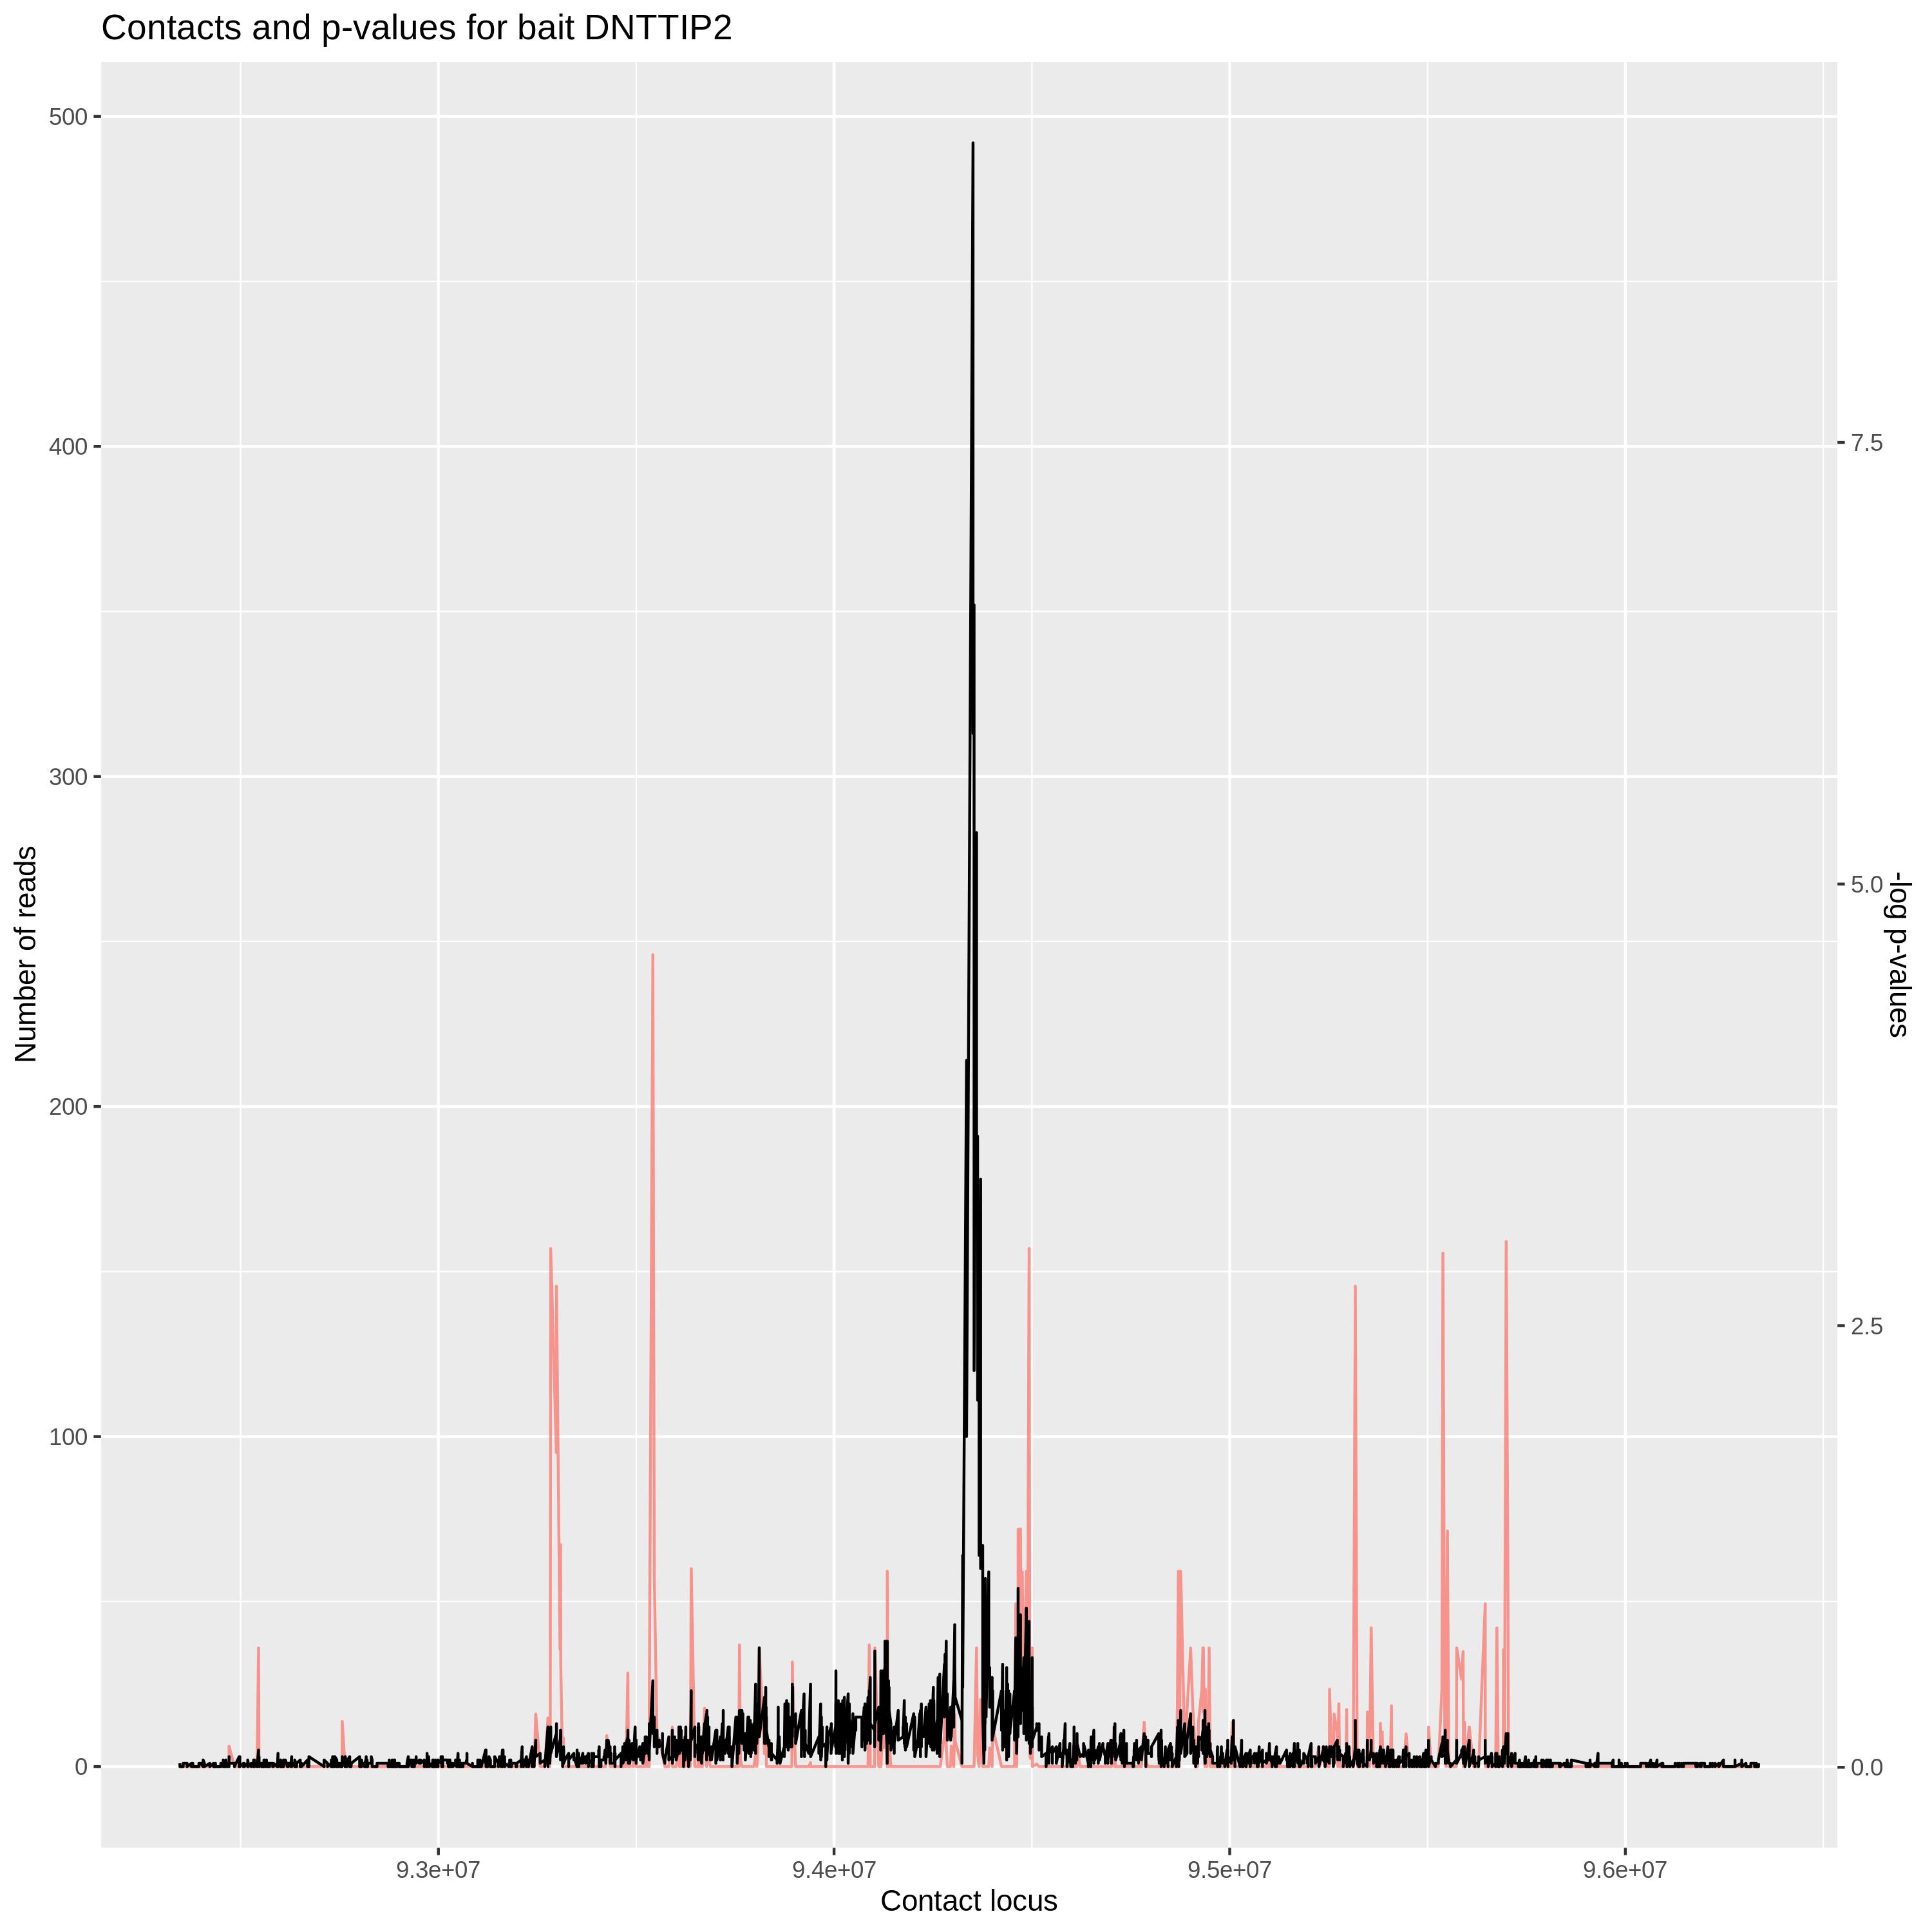 Contacts and p-values for bait DNTTIP2
500
400
300
200
100
0
Number of reads
7.5
5.0
2.5
0.0
-log p-values
9.3e+07
9.4e+07
9.5e+07
9.6e+07
Contact locus